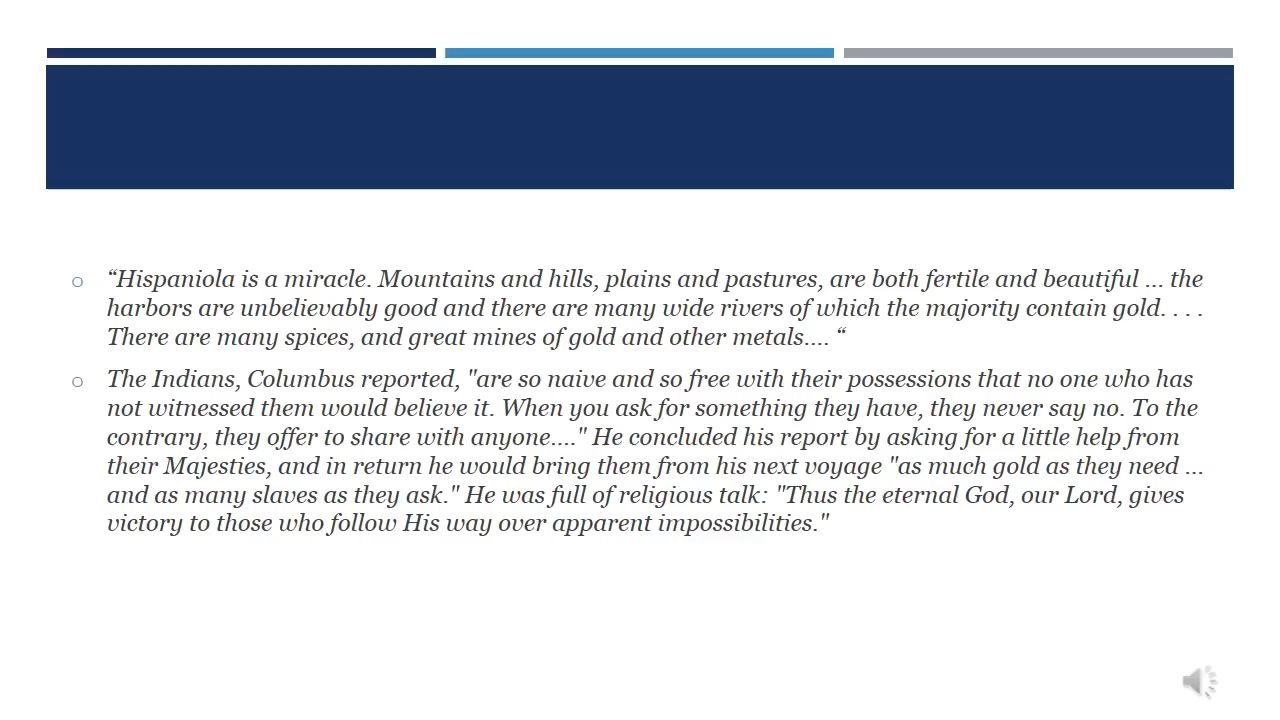 “Hispaniola is a miracle. Mountains and hills, plains and pastures, are both fertile and beautiful ... the
harbors are unbelievably good and there are many wide rivers of which the majority contain gold. . . .
There are many spices, and great mines of gold and other metals.... “
The Indians, Columbus reported, "are so naive and so free with their possessions that no one who has
not witnessed them would believe it. When you ask for something they have, they never say no. To the
contrary, they offer to share with anyone...." He concluded his report by asking for a little help from
their Majesties, and in return he would bring them from his next voyage "as much gold as they need ...
and as many slaves as they ask." He was full of religious talk: "Thus the eternal God, our Lord, gives
victory to those who follow His way over apparent impossibilities."